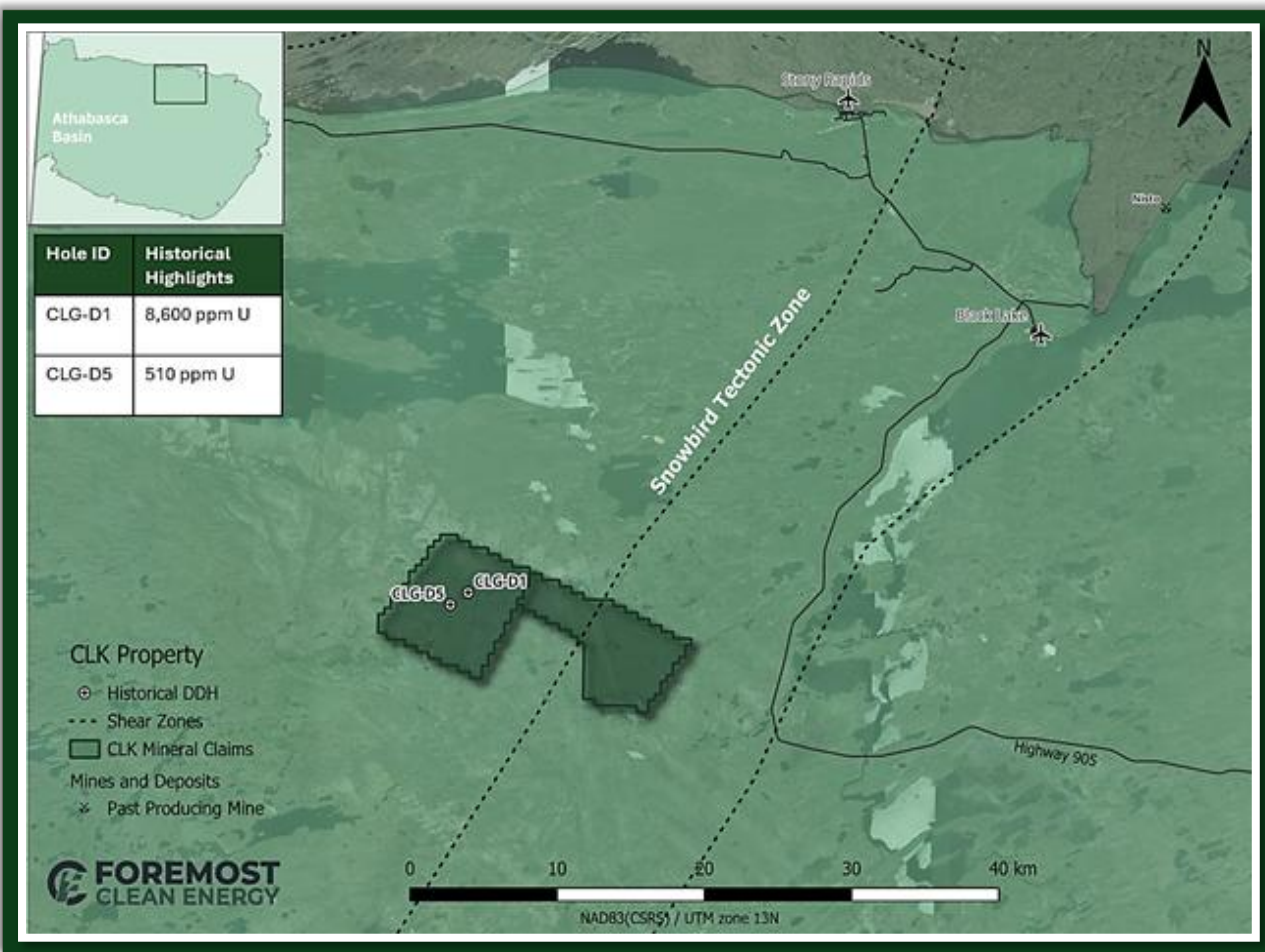 Athabasca
Basin
Hole ID
Historical
Highlights
CLG-D1
8,600 ppm U
CLG-D5
510 ppm U
N
Stony Rapids
Nisto
Black Lake
Snowbird Tectonic Zone
CLG-D1
CLG-D5
Highway 905
CLK Property
Historical DDH
Shear Zones
CLK Mineral Claims
Mines and Deposits
Past Producing Mine
FOREMOST
CLEAN ENERGY
0 10 20 30 40 km
NAD83(CSRS) / UTM zone 13N